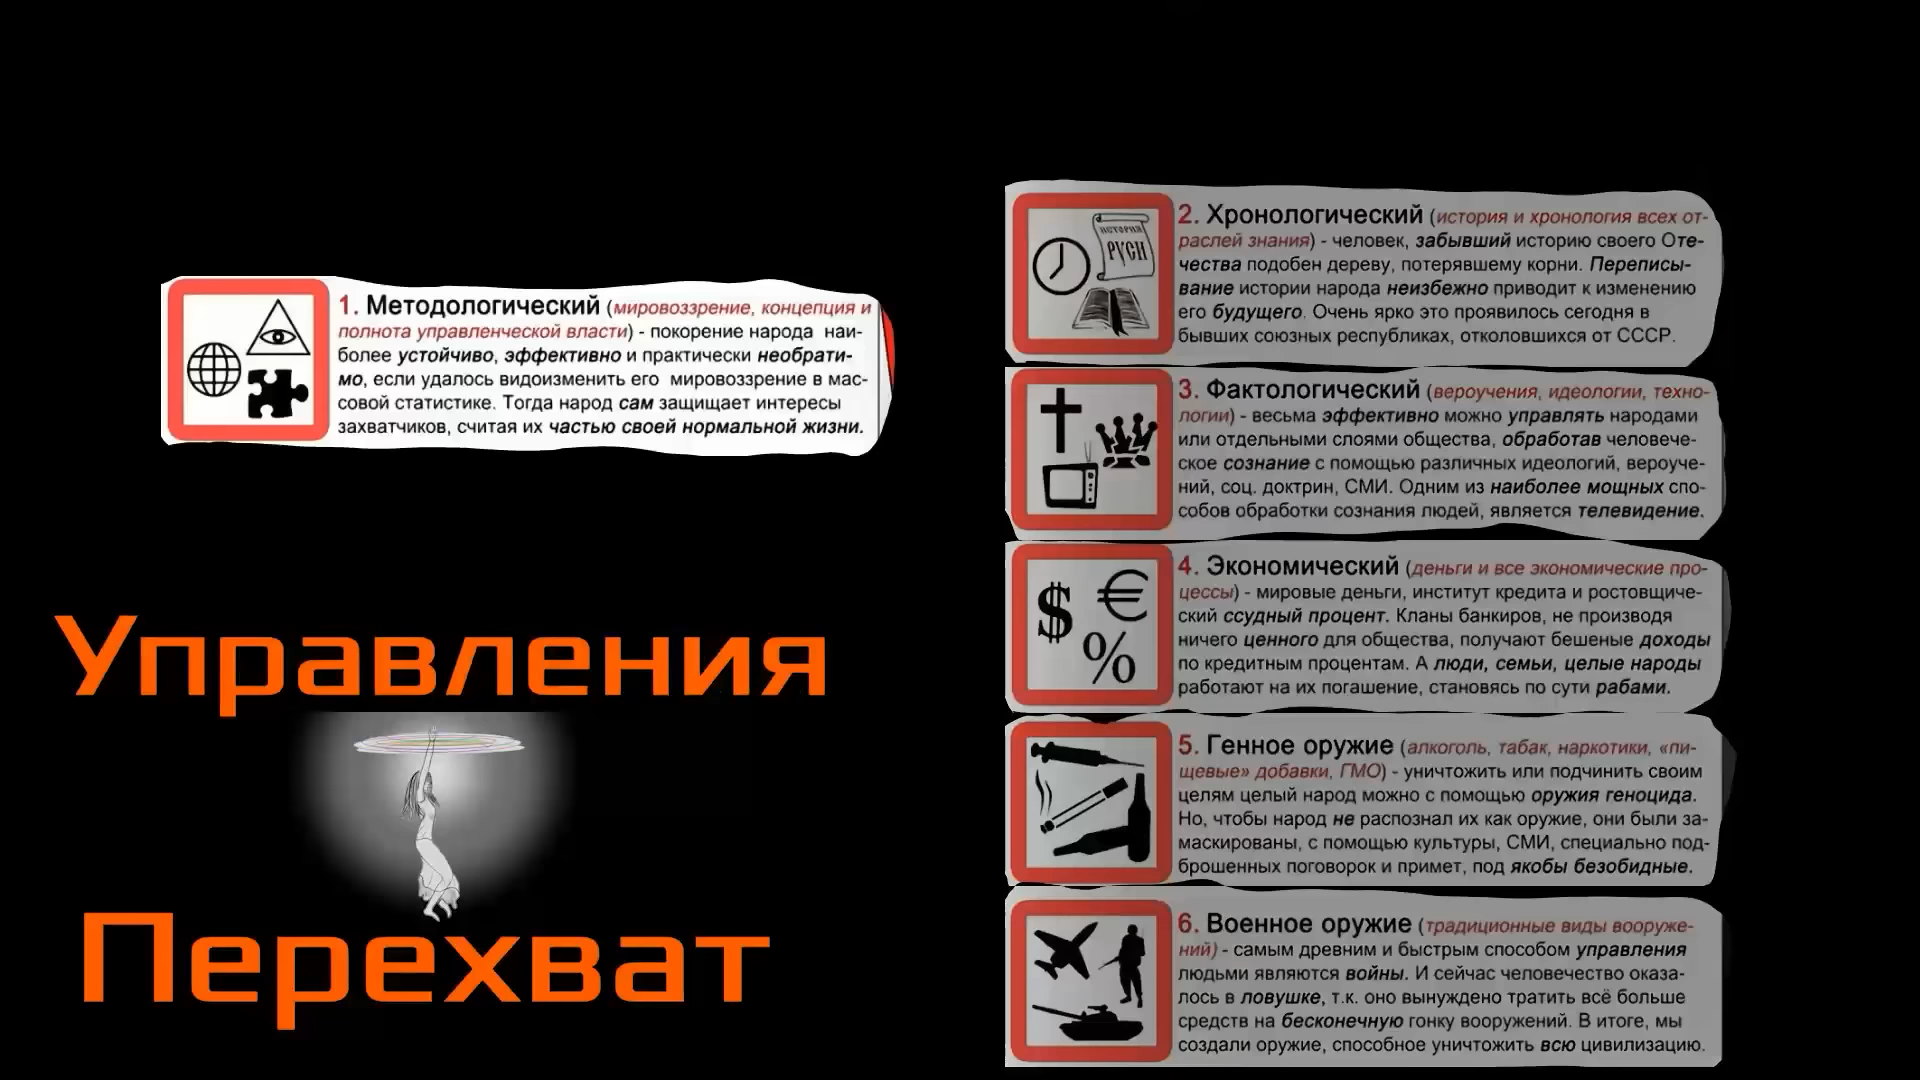 1. Методологический (мировоззрение, концепция и
полнота управленческой власти) - покорение народа наи-
более устойчиво, эффективно и практически необрати-
мо, если удалось видоизменить его мировоззрение в мас-
совой статистике. Тогда народ сам защищает интересы
захватчиков, считая их частью своей нормальной жизни.
Управления
Перехват
ИСТОРИЯ
РУСИ
2. Хронологический (история и хронология всех от-
раслей знания) - человек, забывший историю своего Оте-
чества подобен дереву, потерявшему корни. Переписы-
вание истории народа неизбежно приводит к изменению
его будущего. Очень ярко это проявилось сегодня в
бывших союзных республиках, отколовшихся от СССР.
3. Фактологический (вероучения, идеологии, техно-
логии) - весьма эффективно можно управлять народами
или отдельными слоями общества, обработав человече-
ское сознание с помощью различных идеологий, вероуче-
ний, соц. доктрин, СМИ. Одним из наиболее мощных спо-
собов обработки сознания людей, является телевидение.
$ €
%
4. Экономический (деньги и все экономические про-
цессы) - мировые деньги, институт кредита и ростовщиче-
ский ссудный процент. Кланы банкиров, не производя
ничего ценного для общества, получают бешеные доходы
по кредитным процентам. А люди, семьи, целые народы
работают на их погашение, становясь по сути рабами.
5. Генное оружие (алкоголь, табак, наркотики, «пи-
щевые» добавки, ГМО) - уничтожить или подчинить своим
целям целый народ можно с помощью оружия геноцида.
Но, чтобы народ не распознал их как оружие, они были за-
маскированы, с помощью культуры, СМИ, специально под-
брошенных поговорок и примет, под якобы безобидные.
6. Военное оружие (традиционные виды вооруже-
ний) - самым древним и быстрым способом управления
людьми являются войны. И сейчас человечество оказа-
лось в ловушке, т.к. оно вынуждено тратить всё больше
средств на бесконечную гонку вооружений. В итоге, мы
создали оружие, способное уничтожить всю цивилизацию.